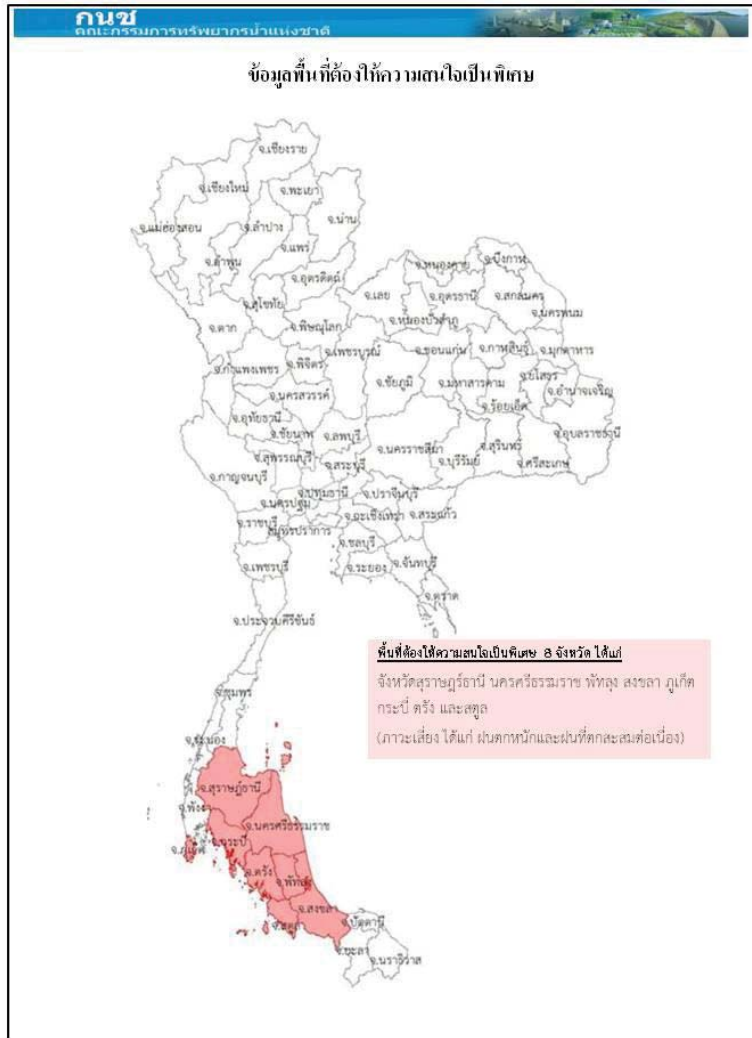 กนช
คณะกรรมการทรัพยากรน้ำแห่งชาติ
ข้อมูลพื้นที่ต้องให้ความสนใจเป็นพิเศษ
จ.เชียงราย
จ.เชียงใหม่
จ.พะเยา
จ.น่าน
จ.แม่ฮ่องสอน
จ.ลำปาง
จ.แพร่
จ.ลำพูน
จ.อุตรดิตถ์
จ.หนองคาย
จ.บึงกาฬ
จ.เลย
จ.อุดรธานี
จ.สกลนคร
จ.นครพนม
จ.สุโขทัย
จ.ตาก
จ.พิษณุโลก
จ.หนองบัวลำภู
จ.เพชรบูรณ์
จ.ขอนแก่น
จ.กาฬสินธุ์
จ.มุกดาหาร
จ.กำแพงเพชร
จ.พิจิตร
จ.ชัยภูมิ
จ.มหาสารคาม
จ.ยโสธร
จ.อำนาจเจริญ
จ.นครสวรรค์
จ.ร้อยเอ็ด
จ.อุทัยธานี
จ.ชัยนาท
จ.ลพบุรี
จ.นครราชสีมา
จ.สุรินทร์
จ.อุบลราชธานี
จ.สุพรรณบุรี
จ.สระบุรี
จ.บุรีรัมย์
จ.ศรีสะเกษ
จ.กาญจนบุรี
จ.ปทุมธานี
จ.ปราจีนบุรี
จ.นครปฐม
จ.ฉะเชิงเทรา
จ.สระแก้ว
จ.ราชบุรี
สมุทรปราการ
จ.ชลบุรี
จ.เพชรบุรี
จ.ระยอง
จ.จันทบุรี
จ.ตราด
จ.ประจวบคีรีขันธ์
พื้นที่ต้องให้ความสนใจเป็นพิเศษ 8 จังหวัด ได้แก่
จังหวัดสุราษฎร์ธานี นครศรีธรรมราช พัทลุง สงขลา ภูเก็ต
กระบี่ ตรัง และสตูล
(ภาวะเสี่ยง ได้แก่ ฝนตกหนักและฝนที่ตกสะสมต่อเนื่อง)
จ.ชุมพร
จ.ระนอง
จ.สุราษฎร์ธานี
จ.พังงา
จ.นครศรีธรรมราช
จ.กระบี่
จ.ภูเก็ต
จ.ตรัง
จ.พัทลุง
จ.สงขลา
จ.สตูล
จ.ปัตตานี
จ.ยะลา
จ.นราธิวาส